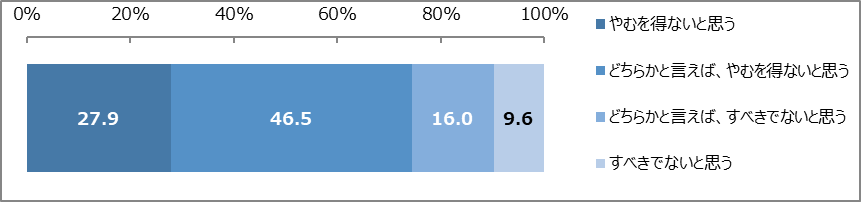 0% 20% 40% 60% 80% 100%
27.9 46.5 16.0 9.6
やむを得ないと思う
どちらかと言えば、やむを得ないと思う
どちらかと言えば、すべきでないと思う
すべきでないと思う